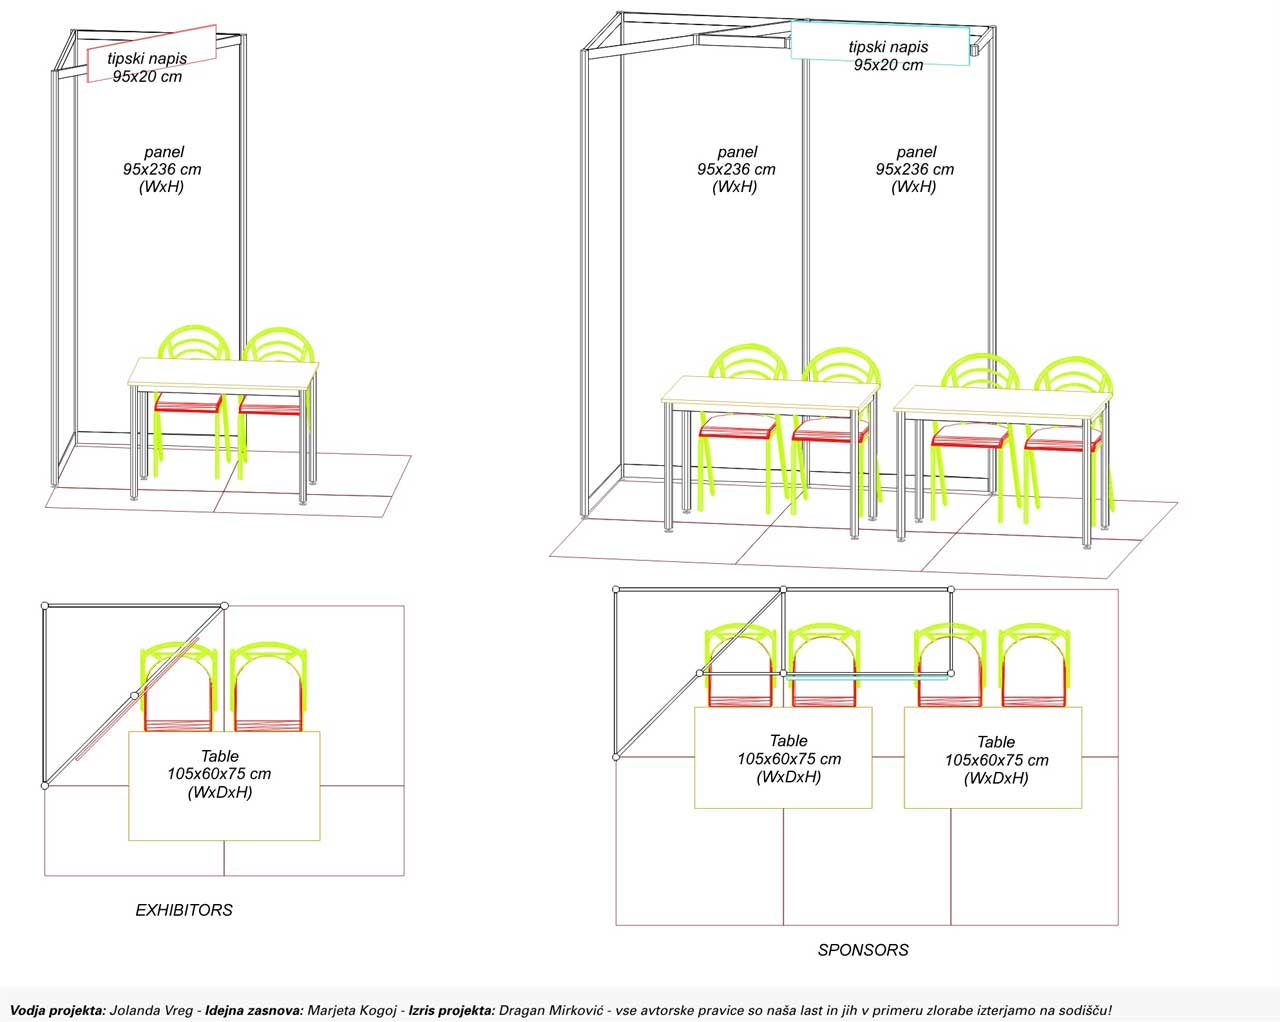 tipski napis
95x20 cm
panel
95x236 cm
(WxH)
tipski napis
95x20 cm
panel
95x236 cm
(WxH)
panel
95x236 cm
(WxH)
Table
105x60x75 cm
(WxDxH)
EXHIBITORS
Table
105x60x75 cm
(WxDxH)
Table
105x60x75 cm
(WxDxH)
SPONSORS
Vodja projekta: Jolanda Vreg - Idejna zasnova: Marjeta Kogoj - Izris projekta: Dragan Mirković - vse avtorske pravice so naša last in jih v primeru zlorabe izterjamo na sodišču!